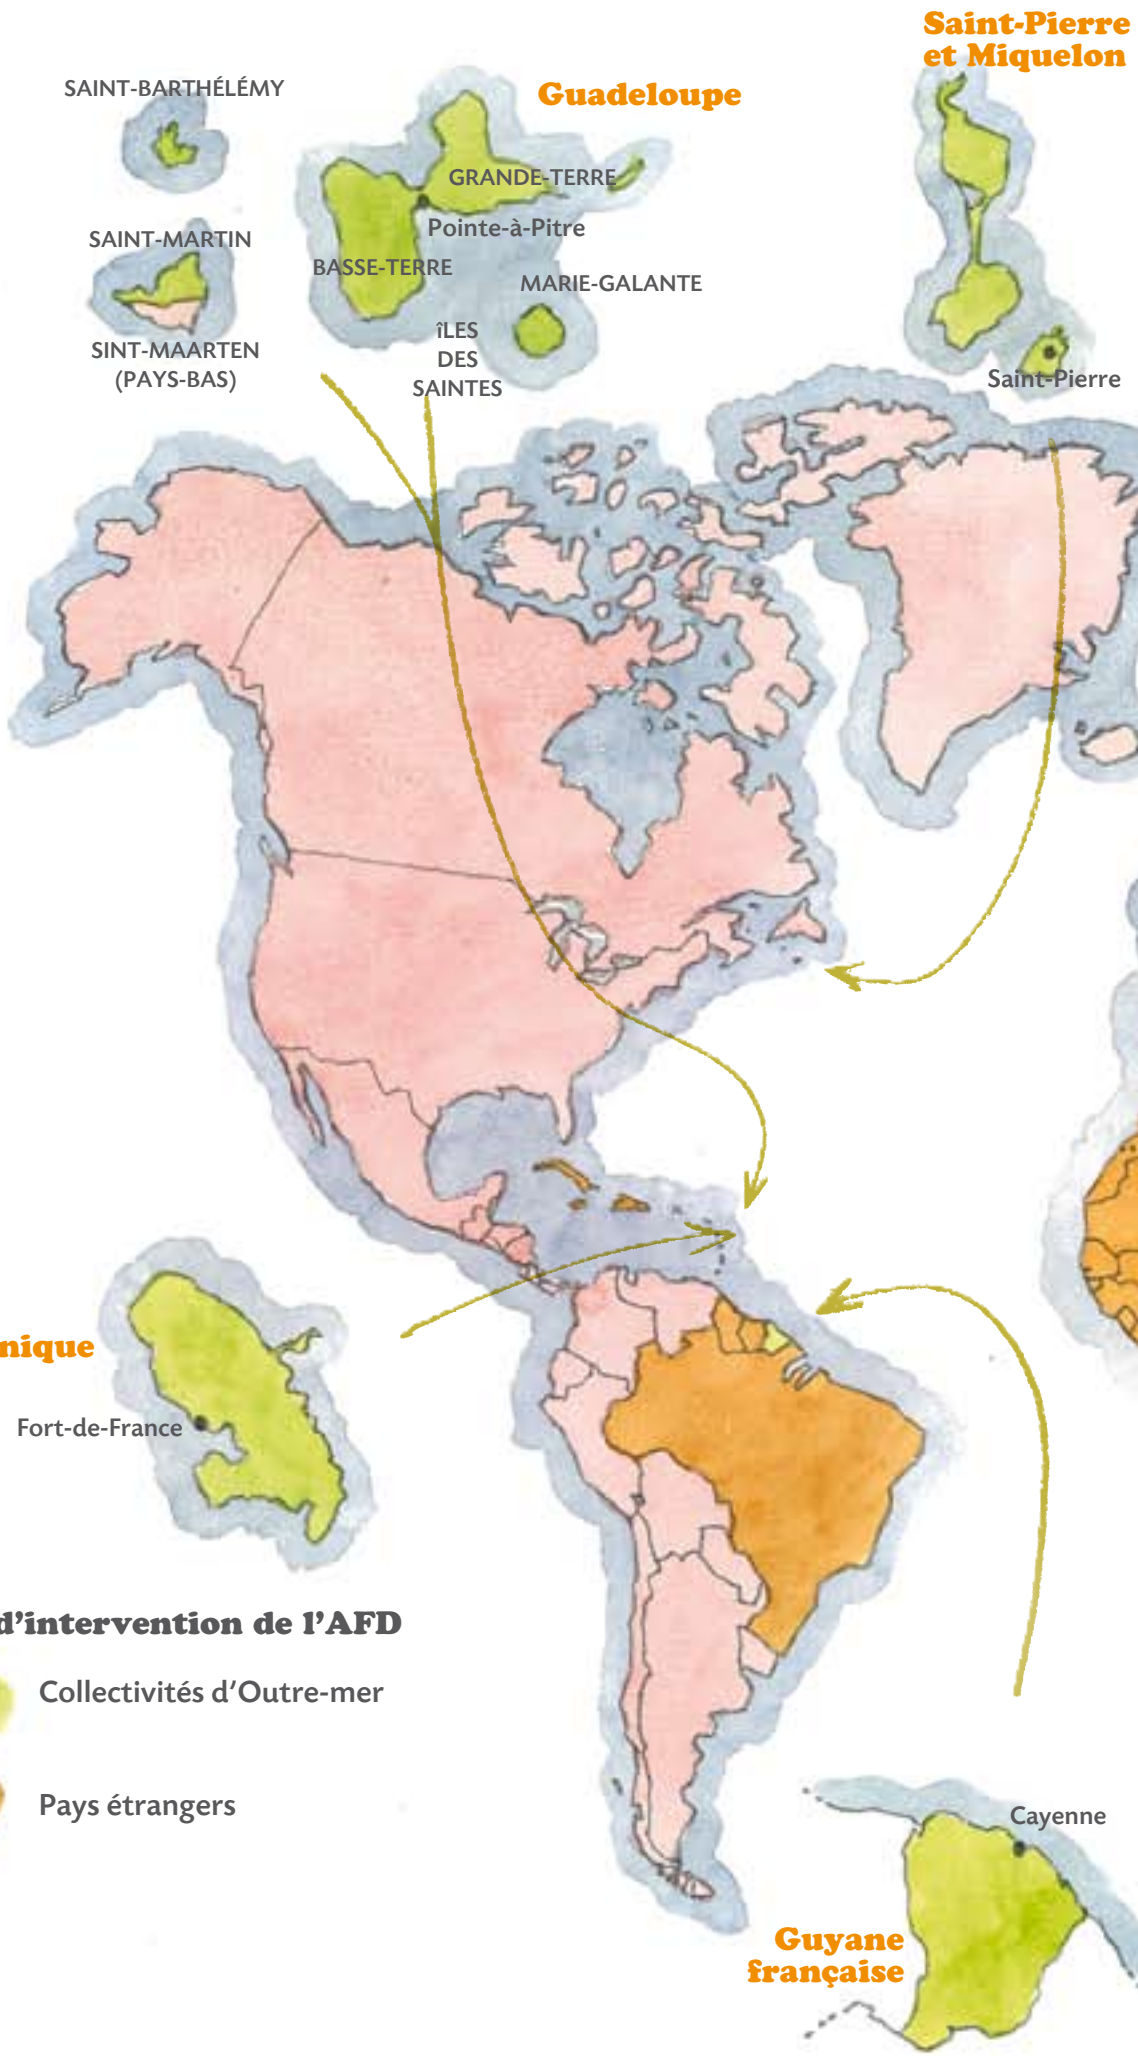 Saint-Pierre
et Miquelon
SAINT-BARTHÉLÉMY
Guadeloupe
GRANDE-TERRE
Pointe-à-Pitre
SAINT-MARTIN
BASSE-TERRE
MARIE-GALANTE
SINT-MAARTEN
(PAYS-BAS)
îLES
DES
SAINTES
Saint-Pierre
nique
Fort-de-France
d'intervention de l'AFD
Collectivités d'Outre-mer
Pays étrangers
Cayenne
Guyane
française